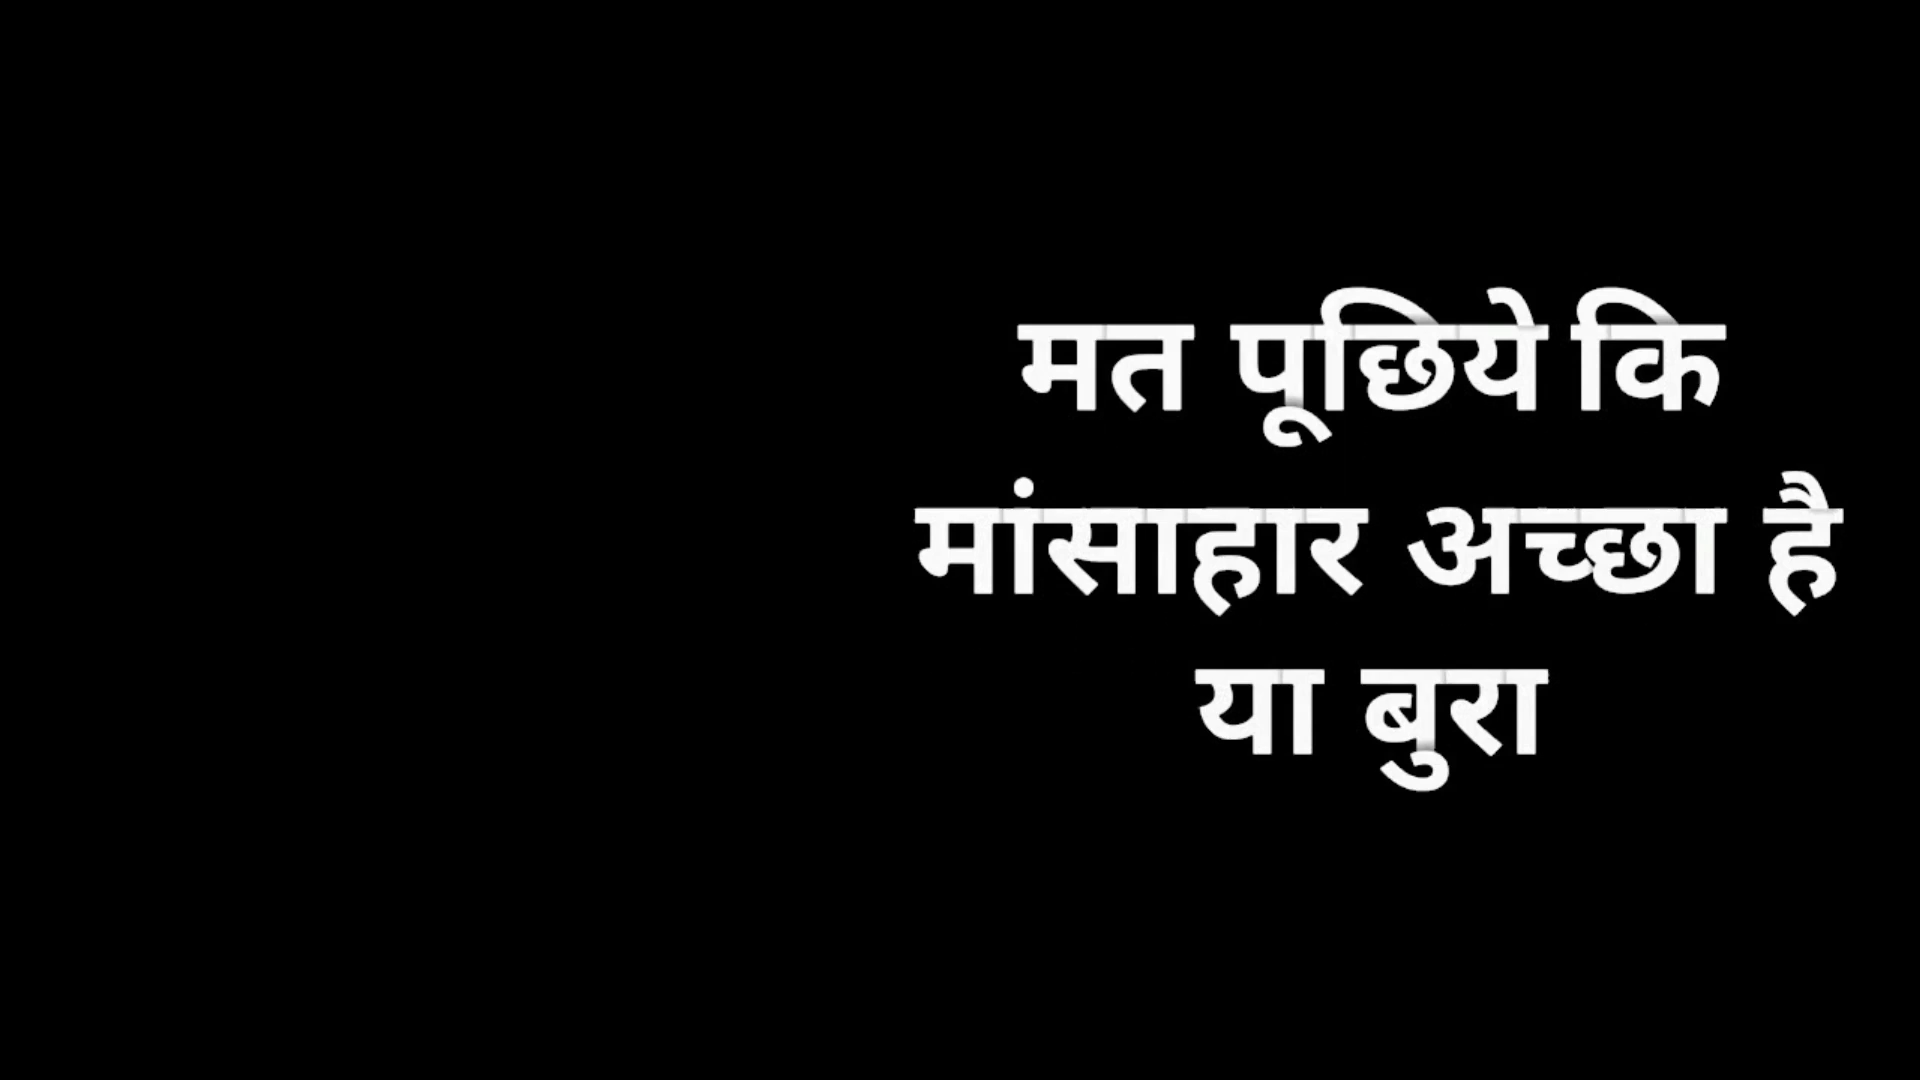 मत पूछिये कि
मांसाहार अच्छा है
या बुरा